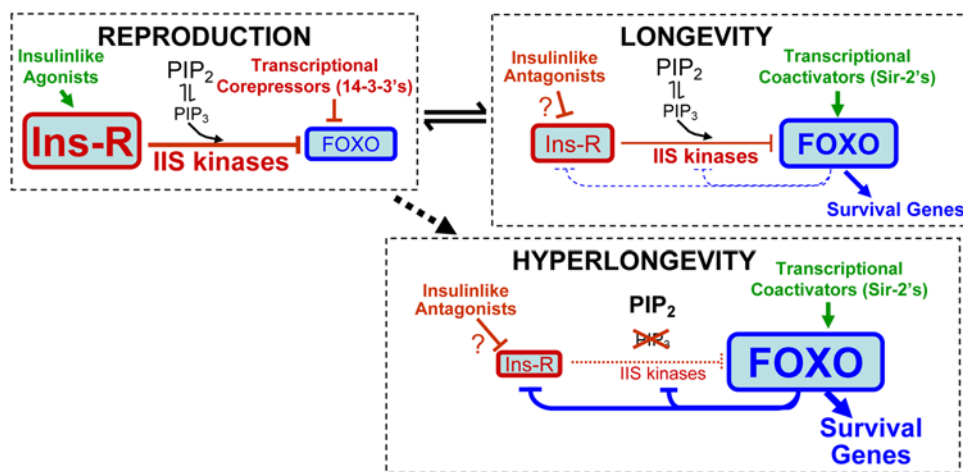 REPRODUCTION
Insulinlike
Agonists
PIP2
PIP3
Transcriptional
Corepressors (14-3-3's)
Ins-R
IIS kinases
FOXO
LONGEVITY
Insulinlike
Antagonists
?
PIP2
PIP3
Transcriptional
Coactivators (Sir-2's)
Ins-R
IIS kinases
FOXO
Survival Genes
HYPERLONGEVITY
Insulinlike
Antagonists
?
PIP2
PIP3
Transcriptional
Coactivators (Sir-2's)
Ins-R
IIS kinases
FOXO
Survival
Genes